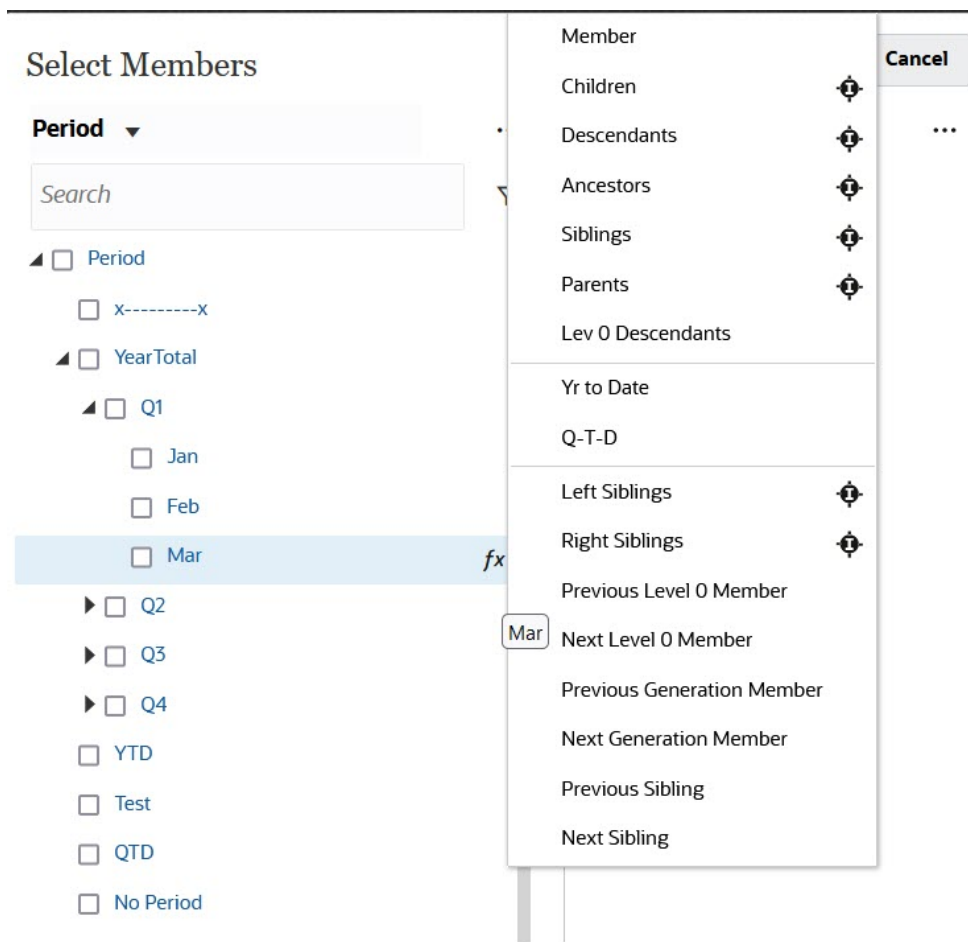 Select Members
Period
Search
Period
x---------x
YearTotal
Q1
Jan
Feb
Mar
fx
Q2
Q3
Q4
YTD
Test
QTD
No Period
Member
Children
Descendants
Ancestors
Siblings
Parents
Lev 0 Descendants
Yr to Date
Q-T-D
Left Siblings
Right Siblings
Previous Level 0 Member
Mar
Next Level 0 Member
Previous Generation Member
Next Generation Member
Previous Sibling
Next Sibling
Cancel
...